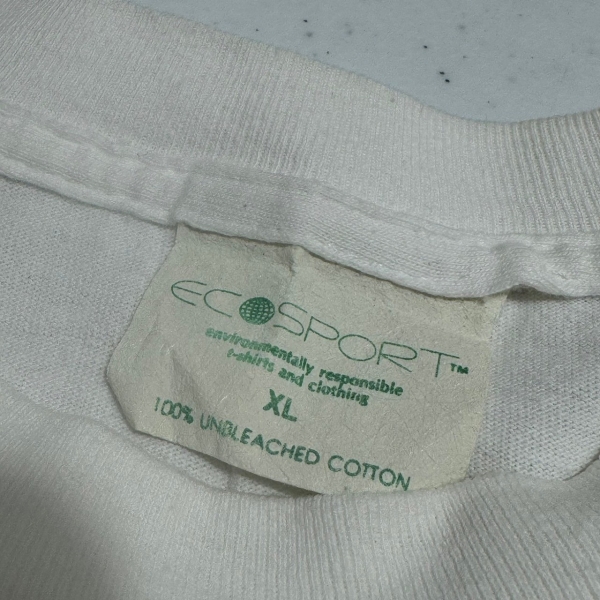 ECOSPORT™
environmentally responsible
t-shirts and clothing
XL
100% UNBLEACHED COTTON